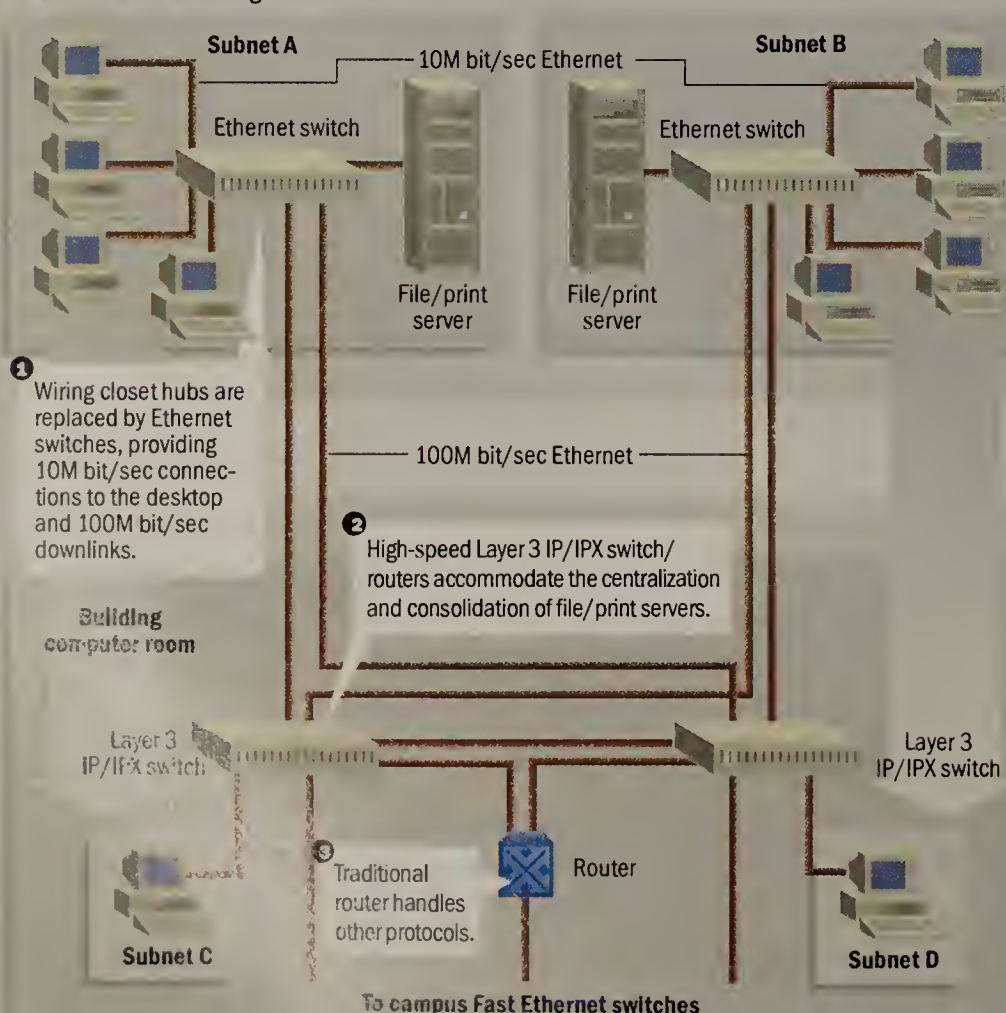 Subnet A
10M bit/sec Ethernet
Subnet B
Ethernet switch
Ethernet switch
File/print
server
File/print
server
❶
Wiring closet hubs are
replaced by Ethernet
switches, providing
10M bit/sec connec-
tions to the desktop
and 100M bit/sec
downlinks.
100M bit/sec Ethernet
❷
High-speed Layer 3 IP/IPX switch/
routers accommodate the centralization
and consolidation of file/print servers.
Building
computer room
Layer 3
IP/IPX switch
Layer 3
IP/IPX switch
❸
Traditional
router handles
other protocols.
Router
Subnet C
Subnet D
To campus Fast Ethernet switches